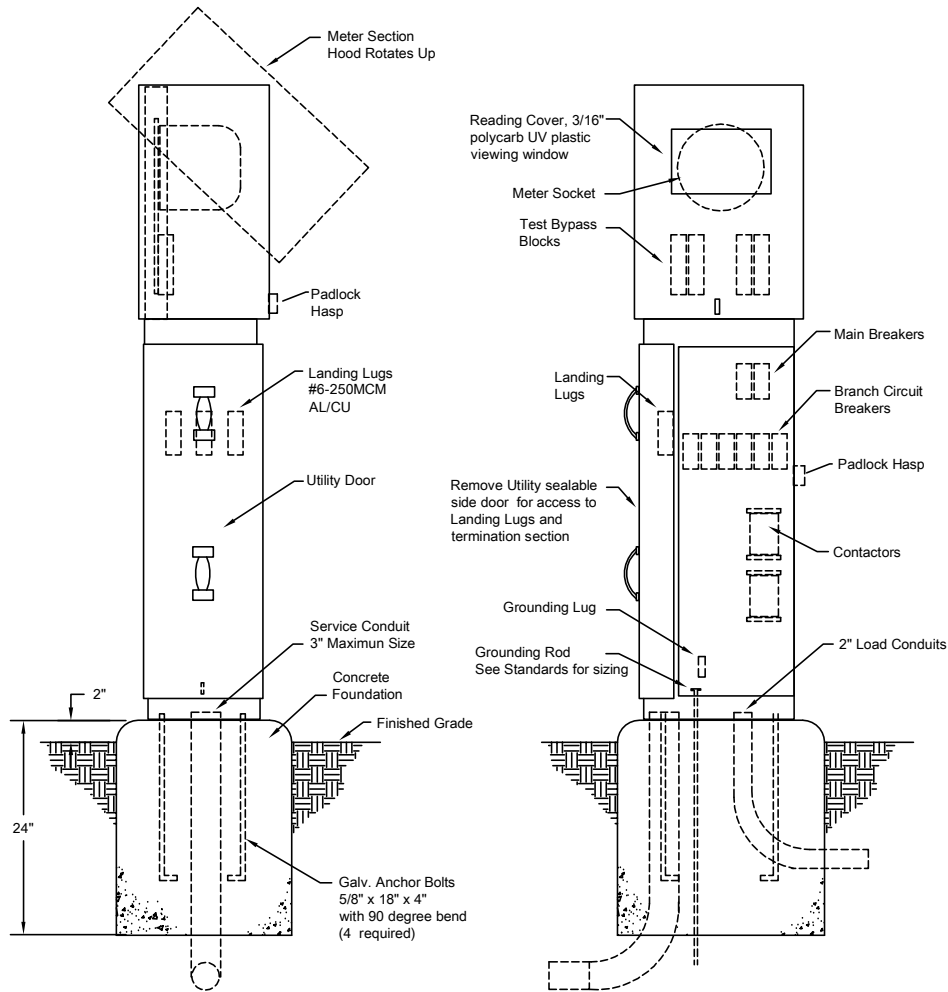 Meter Section
Hood Rotates Up
Padlock
Hasp
Landing Lugs
#6-250MCM
AL/CU
Utility Door
Service Conduit
3" Maximun Size
Concrete
Foundation
2"
Finished Grade
24"
Galv. Anchor Bolts
5/8" x 18" x 4"
with 90 degree bend
(4 required)
Reading Cover, 3/16"
polycarb UV plastic
viewing window
Meter Socket
Test Bypass
Blocks
Main Breakers
Landing
Lugs
Branch Circuit
Breakers
Padlock Hasp
Remove Utility sealable
side door for access to
Landing Lugs and
termination section
Contactors
Grounding Lug
Grounding Rod
See Standards for sizing
2" Load Conduits